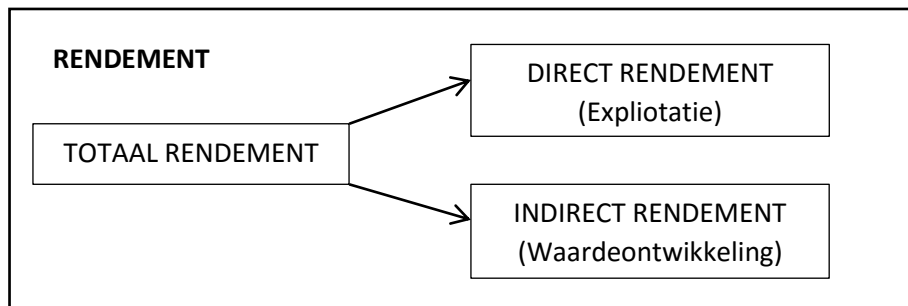 RENDEMENT
TOTAAL RENDEMENT
DIRECT RENDEMENT
(Expliotatie)
INDIRECT RENDEMENT
(Waardeontwikkeling)